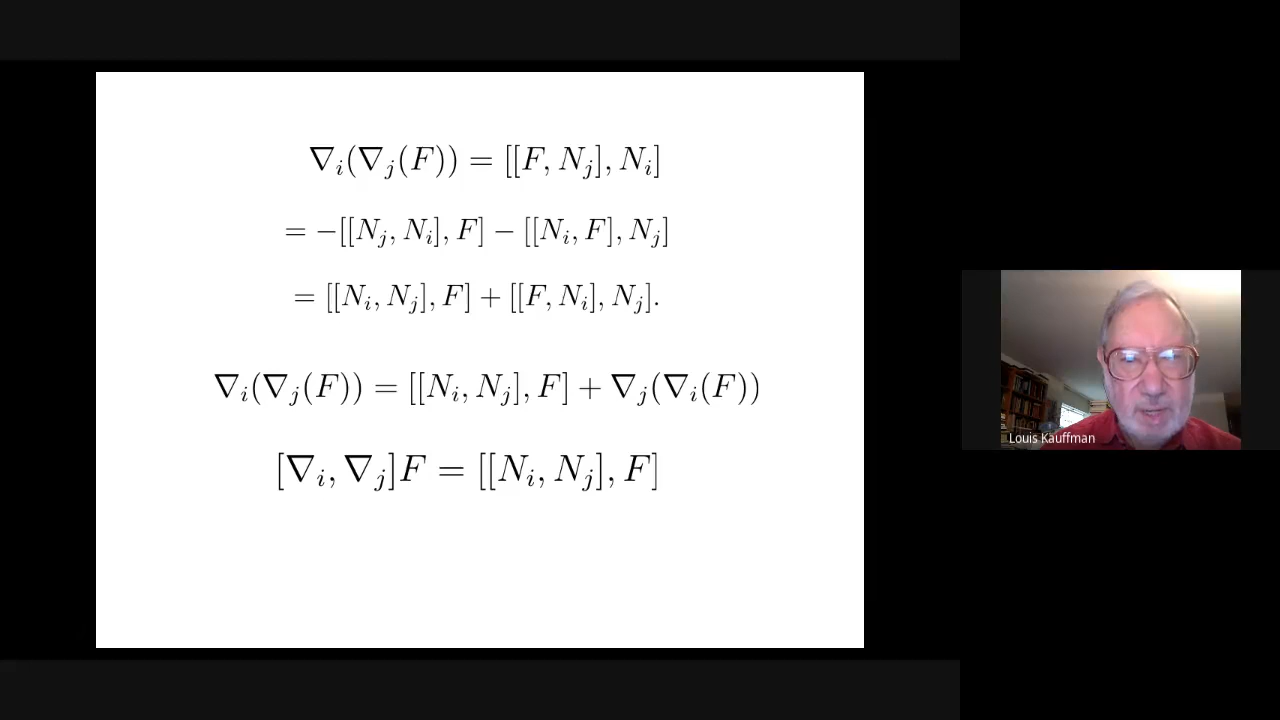 ∇_i(∇_j(F)) = [[F, N_j], N_i]
= −[[N_j, N_i], F] − [[N_i, F], N_j]
= [[N_i, N_j], F] + [[F, N_i], N_j].
∇_i(∇_j(F)) = [[N_i, N_j], F] + ∇_j(∇_i(F))
[∇_i, ∇_j]F = [[N_i, N_j], F]
Louis Kauffman